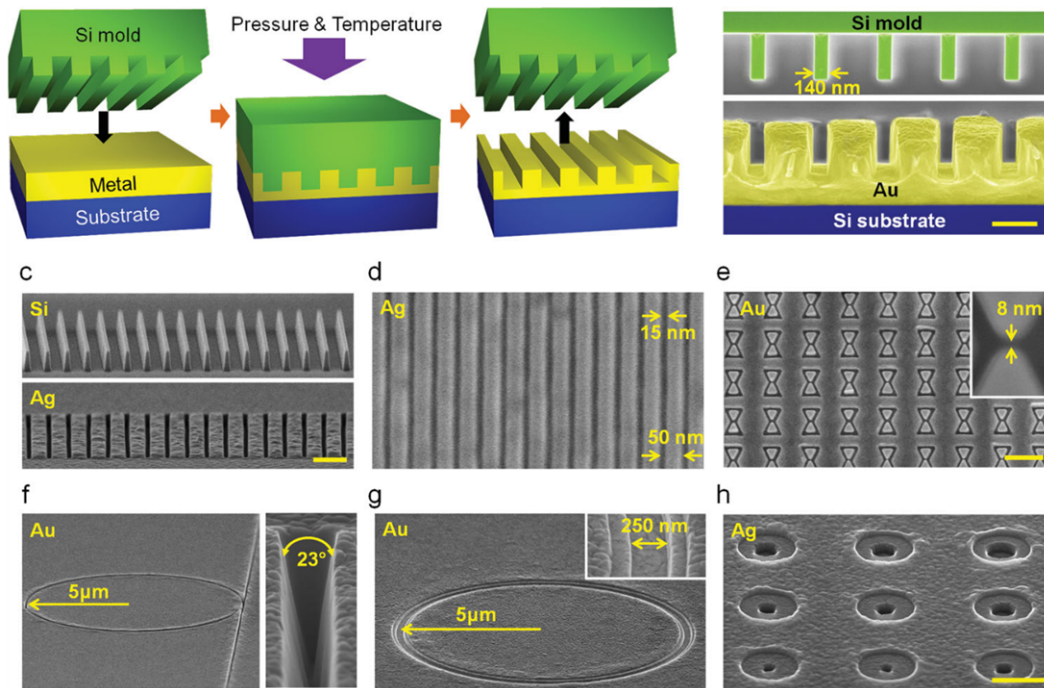 Si mold
Pressure & Temperature
Metal
Substrate
Si mold
140 nm
Au
Si substrate
c
Si
Ag
d
Ag
15 nm
50 nm
e
Au
8 nm
f
Au
5µm
23°
g
Au
250 nm
5µm
h
Ag